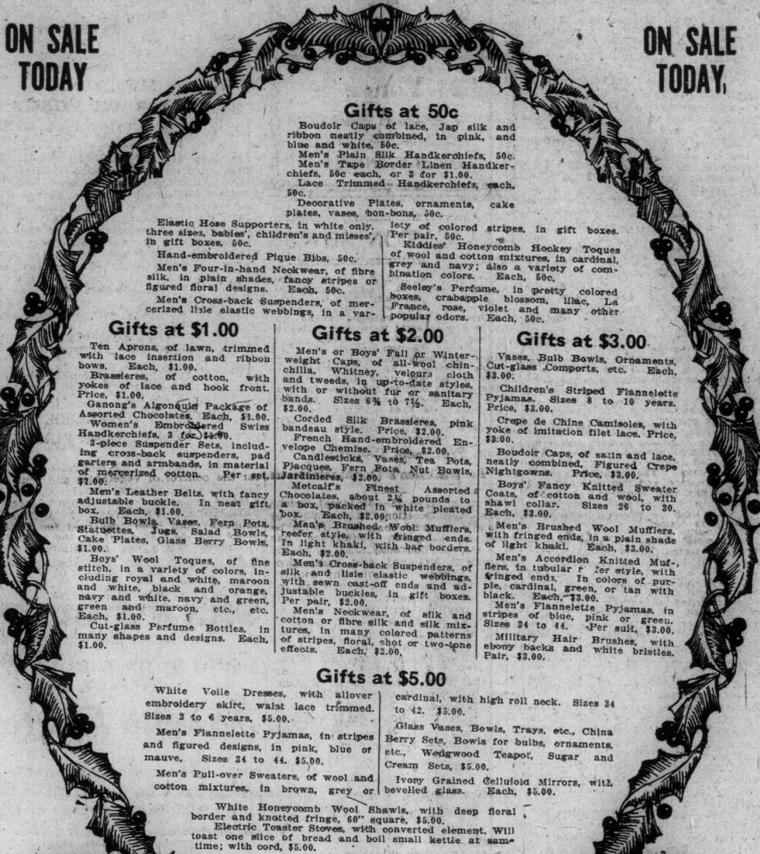 ON SALE
TODAY
ON SALE
TODAY,
Gifts at 50c
Boudoir Caps of lace, Jap silk and
ribbon neatly combined, in pink, and
blue and white, 50c.
Men's Plain Silk Handkerchiefs, 50c.
Men's Tape Border Linen Handker-
chiefs, 50c each, or 3 for $1.00.
Lace Trimmed Handkerchiefs, each,
50c.
Decorative Plates, ornaments, cake
plates, vases, bon-bons, 50c.
Elastic Hose Supporters, in white only,
three sizes, babies', children's and misses',
in gift boxes, 50c.
Hand-embroidered Pique Bibs, 50c.
Men's Four-in-hand Neckwear, of fibre
silk, in plain shades, fancy stripes or
figured floral designs. Each, 50c.
Men's Cross-back Suspenders, of mer-
cerized lisle elastic webbings, in a var-
iety of colored stripes, in gift boxes.
Per pair, 50c.
Kiddies' Honeycomb Hockey Toques
of wool and cotton mixtures, in cardinal,
grey and navy; also a variety of com-
bination colors. Each, 50c.
Seeley's Perfume, in pretty colored
boxes, crabapple blossom, lilac, La
France, rose, violet and many other
popular odors. Each, 50c.
Gifts at $1.00
Ten Aprons, of lawn, trimmed
with lace insertion and ribbon
bows. Each, $1.00.
Brassieres, of cotton, with
yokes of lace and hook front.
Price, $1.00.
Ganong's Algonquin Package of
Assorted Chocolates. Each, $1.00.
Women's Embroidered Swiss
Handkerchiefs, 3 for $1.00.
3-piece Suspender Sets, includ-
ing cross-back suspenders, pad
garters and armbands, in material
of mercerized cotton. Per set,
$1.00.
Men's Leather Belts, with fancy
adjustable buckle. In neat gift
box. Each, $1.00.
Bulb Bowls, Vases, Fern Pots,
Statuettes, Jugs, Salad Bowls,
Cake Plates, Glass Berry Bowls,
$1.00.
Boys' Wool Toques, of fine
stitch, in a variety of colors, in-
cluding royal and white, maroon
and white, black and orange,
navy and white, navy and green,
green and maroon, etc., etc.
Each, $1.00.
Cut-glass Perfume Bottles, in
many shapes and designs. Each,
$1.00.
Gifts at $2.00
Men's or Boys' Fall or Winter-
weight Caps, of all-wool chin-
chilla, Whitney, velours cloth
and tweeds, in up-to-date styles,
with or without fur or sanitary
bands. Sizes 6⅝ to 7½. Each,
$2.00.
Corded Silk Brassieres, pink
bandeau style. Price, $2.00.
French Hand-embroidered En-
velope Chemise. Price, $2.00.
Candlesticks, Vases, Tea Pots,
Placques, Fern Pots, Nut Bowls,
Jardinieres, $2.00.
Metcalf's Finest Assorted
Chocolates, about 2¼ pounds to
a box, packed in white pleated
box. Each, $2.00.
Men's Brushed Wool Mufflers,
reefer style, with fringed ends.
In light khaki, with bar borders.
Each, $2.00.
Men's Cross-back Suspenders, of
silk and lisle elastic webbings,
with sewn cast-off ends and ad-
justable buckles, in gift boxes.
Per pair, $2.00.
Men's Neckwear, of silk and
cotton or fibre silk and silk mix-
tures, in many colored patterns
of stripes, floral, shot or two-tone
effects. Each, $2.00.
Gifts at $3.00
Vases, Bulb Bowls, Ornaments,
Cut-glass Comports, etc. Each,
$3.00.
Children's Striped Flannelette
Pyjamas. Sizes 8 to 10 years.
Price, $3.00.
Crepe de Chine Camisoles, with
yoke of imitation filet lace. Price,
$3.00.
Boudoir Caps, of satin and lace,
neatly combined, Figured Crepe
Nightgowns. Price, $3.00.
Boys' Fancy Knitted Sweater
Coats, of cotton and wool, with
shawl collar. Sizes 26 to 30.
Each, $3.00.
Men's Brushed Wool Mufflers,
with fringed ends, in a plain shade
of light khaki. Each, $3.00.
Men's Accordion Knitted Muf-
flers, in tubular r fer style, with
fringed ends. In colors of pur-
ple, cardinal, green, or tan with
black. Each, $3.00.
Men's Flannelette Pyjamas, in
stripes of blue, pink or green.
Sizes 34 to 44. Per suit, $3.00.
Military Hair Brushes, with
ebony backs and white bristles.
Pair, $3.00.
Gifts at $5.00
White Voile Dresses, with allover
embroidery skirt, waist lace trimmed.
Sizes 2 to 6 years, $5.00.
Men's Flannelette Pyjamas, in stripes
and figured designs, in pink, blue or
mauve. Sizes 34 to 44. $5.00.
Men's Pull-over Sweaters, of wool and
cotton mixtures, in brown, grey or
cardinal, with high roll neck. Sizes 34
to 42. $5.00.
Glass Vases, Bowls, Trays, etc., China
Berry Sets, Bowls for bulbs, ornaments,
etc., Wedgwood Teapot, Sugar and
Cream Sets, $5.00.
Ivory Grained Celluloid Mirrors, with
bevelled glass. Each, $5.00.
White Honeycomb Wool Shawls, with deep floral
border and knotted fringe, 60" square, $5.00.
Electric Toaster Stoves, with converted element. Will
toast one slice of bread and boil small kettle at sam-
time; with cord, $5.00.